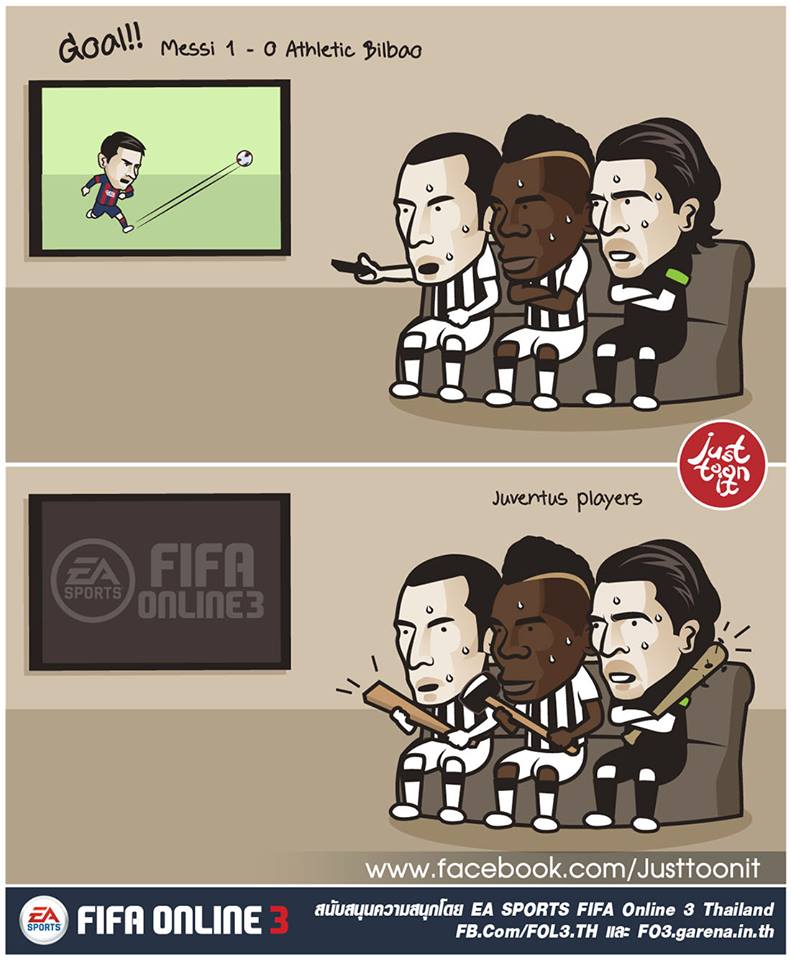 Goal!!
Messi 1 - 0 Athletic Bilbao
just
toon
it
Juventus players
EA
SPORTS
FIFA
ONLINE 3
www.facebook.com/Justtoonit
EA
SPORTS
FIFA ONLINE 3
สนับสนุนความสนุกโดย EA SPORTS FIFA Online 3 Thailand
FB.Com/FOL3.TH และ FO3.garena.in.th